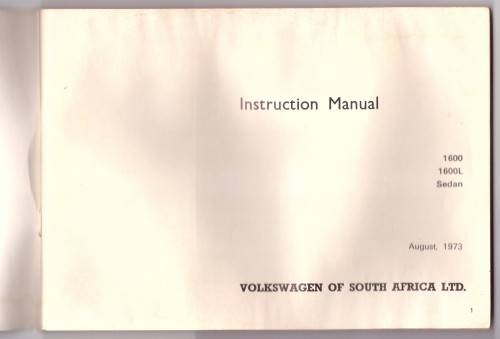 Instruction Manual
1600
1600L
Sedan
August, 1973
VOLKSWAGEN OF SOUTH AFRICA LTD.
1